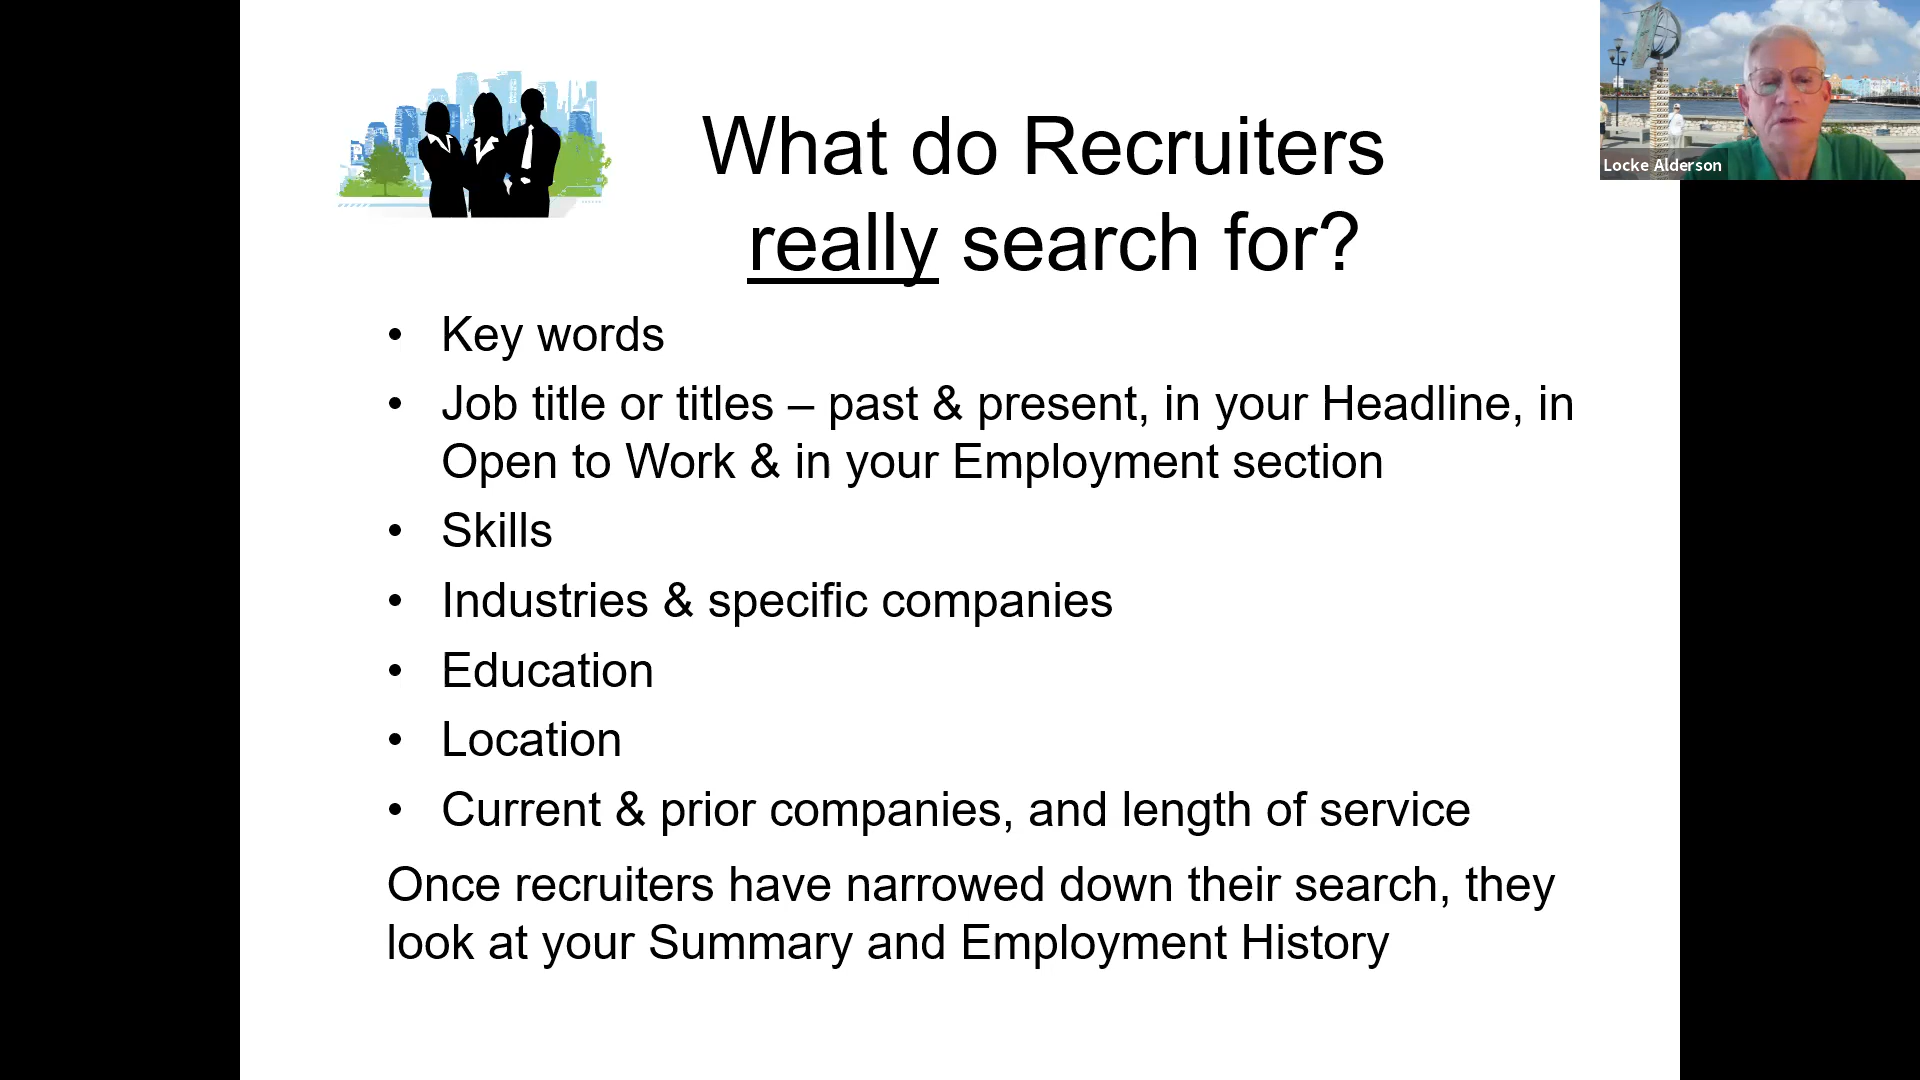 What do Recruiters
really search for?
Locke Alderson
• Key words
• Job title or titles – past & present, in your Headline, in
Open to Work & in your Employment section
• Skills
• Industries & specific companies
• Education
• Location
• Current & prior companies, and length of service
Once recruiters have narrowed down their search, they
look at your Summary and Employment History